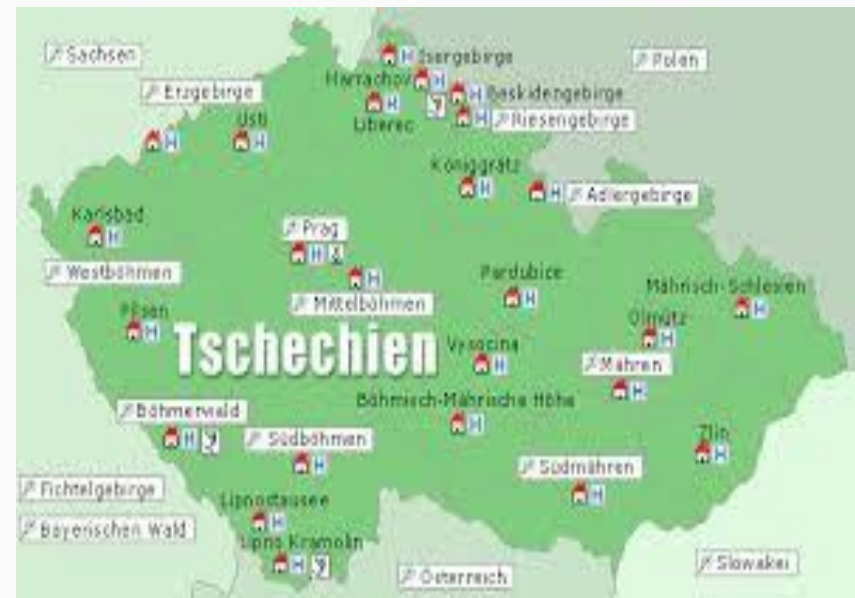 Sachsen
Isergebirge
Polen
Harrachov
Erzgebirge
Baskidengebirge
Usti
Liberec
Riesengebirge
Königgrätz
Adlergebirge
Karlsbad
Prag
Westböhmen
Pardubice
Mährisch-Schlesien
Mittelböhmen
Pilsen
Olmütz
Tschechien
Vysocina
Mähren
Böhmisch-Mährische Höhe
Böhmerwald
Südböhmen
Zlin
Südmähren
Fichtelgebirge
Lipnostausee
Bayerischen Wald
Lipno Kramolin
Österreich
Slowakei